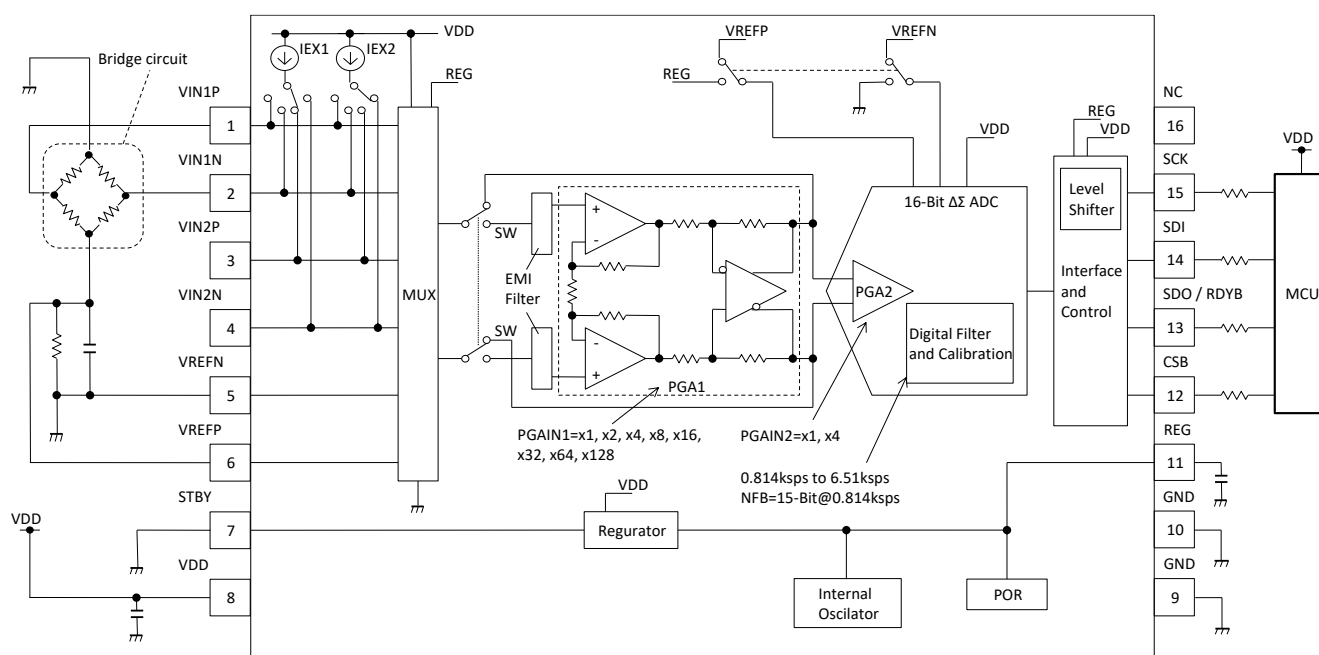 VDD
IEX1
IEX2
REG
Bridge circuit
VIN1P
1
VIN1N
2
VIN2P
3
VIN2N
4
VREFN
5
VREFP
6
STBY
7
VDD
VDD
8
MUX
SW
SW
EMI
Filter
+
-
-
+
PGA1
PGAIN1=x1, x2, x4, x8, x16,
x32, x64, x128
VREFP
VREFN
REG
VDD
16-Bit ΔΣ ADC
PGA2
Digital Filter
and Calibration
PGAIN2=x1, x4
0.814ksps to 6.51ksps
NFB=15-Bit@0.814ksps
VDD
Regurator
Internal
Oscilator
POR
REG
VDD
Level
Shifter
Interface
and
Control
NC
16
SCK
15
SDI
14
SDO / RDYB
13
CSB
12
REG
11
GND
10
GND
9
VDD
MCU